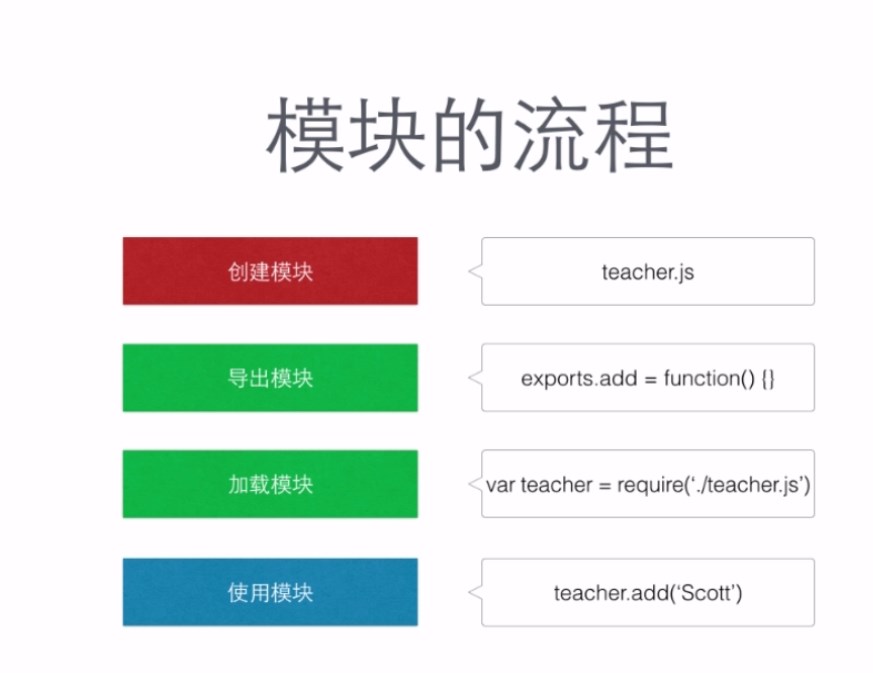 模块的流程
创建模块
teacher.js
导出模块
exports.add = function() {}
加载模块
var teacher = require(‘./teacher.js’)
使用模块
teacher.add(‘Scott’)